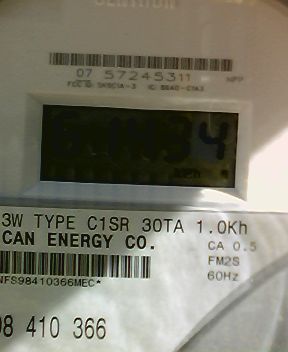 CENTRON
07 57245311
3W TYPE C1SR 30TA 1.0Kh
CAN ENERGY CO.
CA 0.5
FM2S
60Hz
NFS98410366MEC*
98 410 366